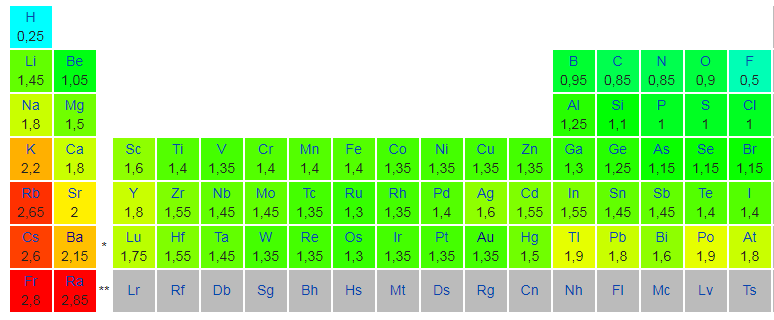 H
0,25
Li Be B C N O F
1,45 1,05 0,95 0,85 0,85 0,9 0,5
Na Mg Al Si P S Cl
1,8 1,5 1,25 1,1 1 1 1
K Ca Sc Ti V Cr Mn Fe Co Ni Cu Zn Ga Ge As Se Br
2,2 1,8 1,6 1,4 1,35 1,4 1,4 1,4 1,35 1,35 1,35 1,35 1,3 1,25 1,15 1,15 1,15
Rb Sr Y Zr Nb Mo Tc Ru Rh Pd Ag Cd In Sn Sb Te I
2,65 2 1,8 1,55 1,45 1,45 1,35 1,3 1,35 1,4 1,6 1,55 1,55 1,45 1,45 1,4 1,4
Cs Ba * Lu Hf Ta W Re Os Ir Pt Au Hg Tl Pb Bi Po At
2,6 2,15 1,75 1,55 1,45 1,35 1,35 1,3 1,35 1,35 1,35 1,5 1,9 1,8 1,6 1,9 1,8
Fr Ra ** Lr Rf Db Sg Bh Hs Mt Ds Rg Cn Nh Fl Mc Lv Ts
2,8 2,85